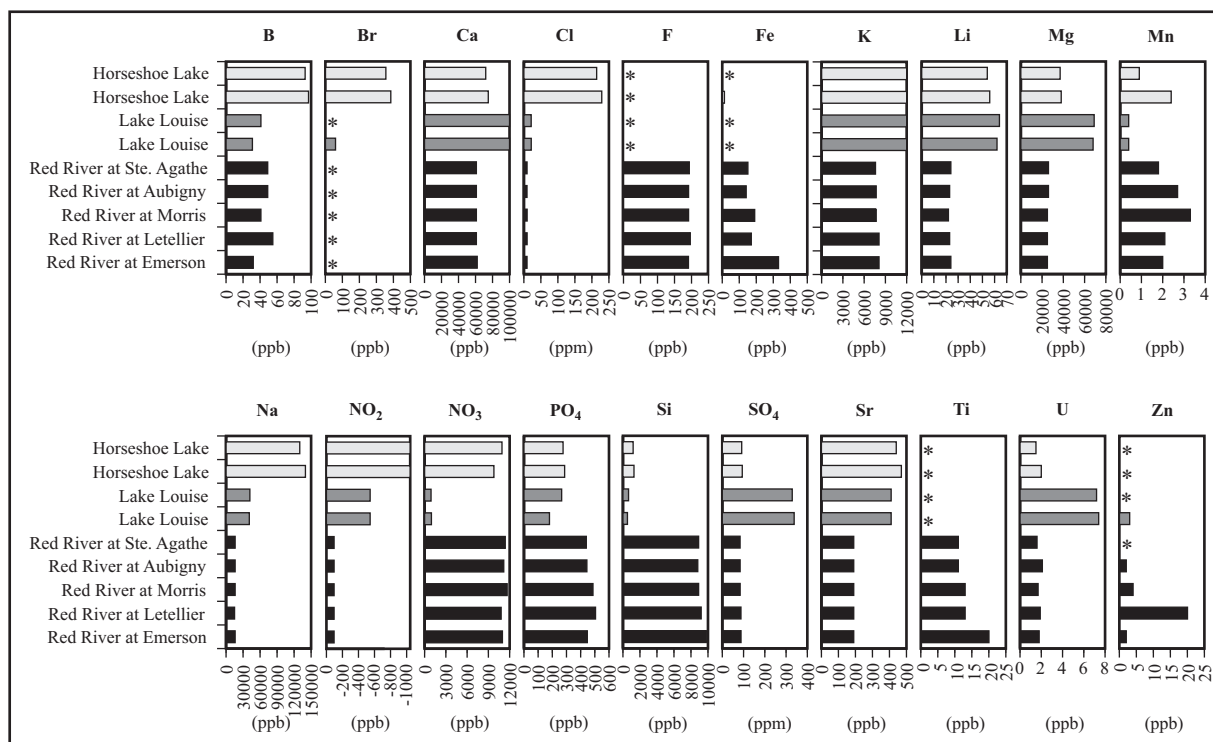 B Br Ca Cl F Fe K Li Mg Mn
Horseshoe Lake * *
Horseshoe Lake *
Lake Louise * * *
Lake Louise * *
Red River at Ste. Agathe *
Red River at Aubigny *
Red River at Morris *
Red River at Letellier *
Red River at Emerson *
0 20 40 60 80 100 0 100 200 300 400 500 20000 40000 60000 80000 100000 0 50 100 150 200 250 0 100 200 300 400 500 0 100 200 300 400 500 0 3000 6000 9000 12000 0 10 20 30 40 50 60 70 20000 40000 60000 80000 0 1 2 3 4
(ppb) (ppb) (ppb) (ppm) (ppb) (ppb) (ppb) (ppb) (ppb) (ppb)
Na NO2 NO3 PO4 Si SO4 Sr Ti U Zn
Horseshoe Lake * *
Horseshoe Lake * *
Lake Louise * *
Lake Louise *
Red River at Ste. Agathe *
Red River at Aubigny
Red River at Morris
Red River at Letellier
Red River at Emerson
0 30000 60000 90000 120000 150000 -200 -400 -600 -800 -1000 0 3000 6000 9000 12000 0 100 200 300 400 500 600 0 2000 4000 6000 8000 10000 0 100 200 300 400 0 100 200 300 400 500 0 5 10 15 20 25 0 2 4 6 8 0 5 10 15 20 25
(ppb) (ppb) (ppb) (ppb) (ppb) (ppm) (ppb) (ppb) (ppb) (ppb)